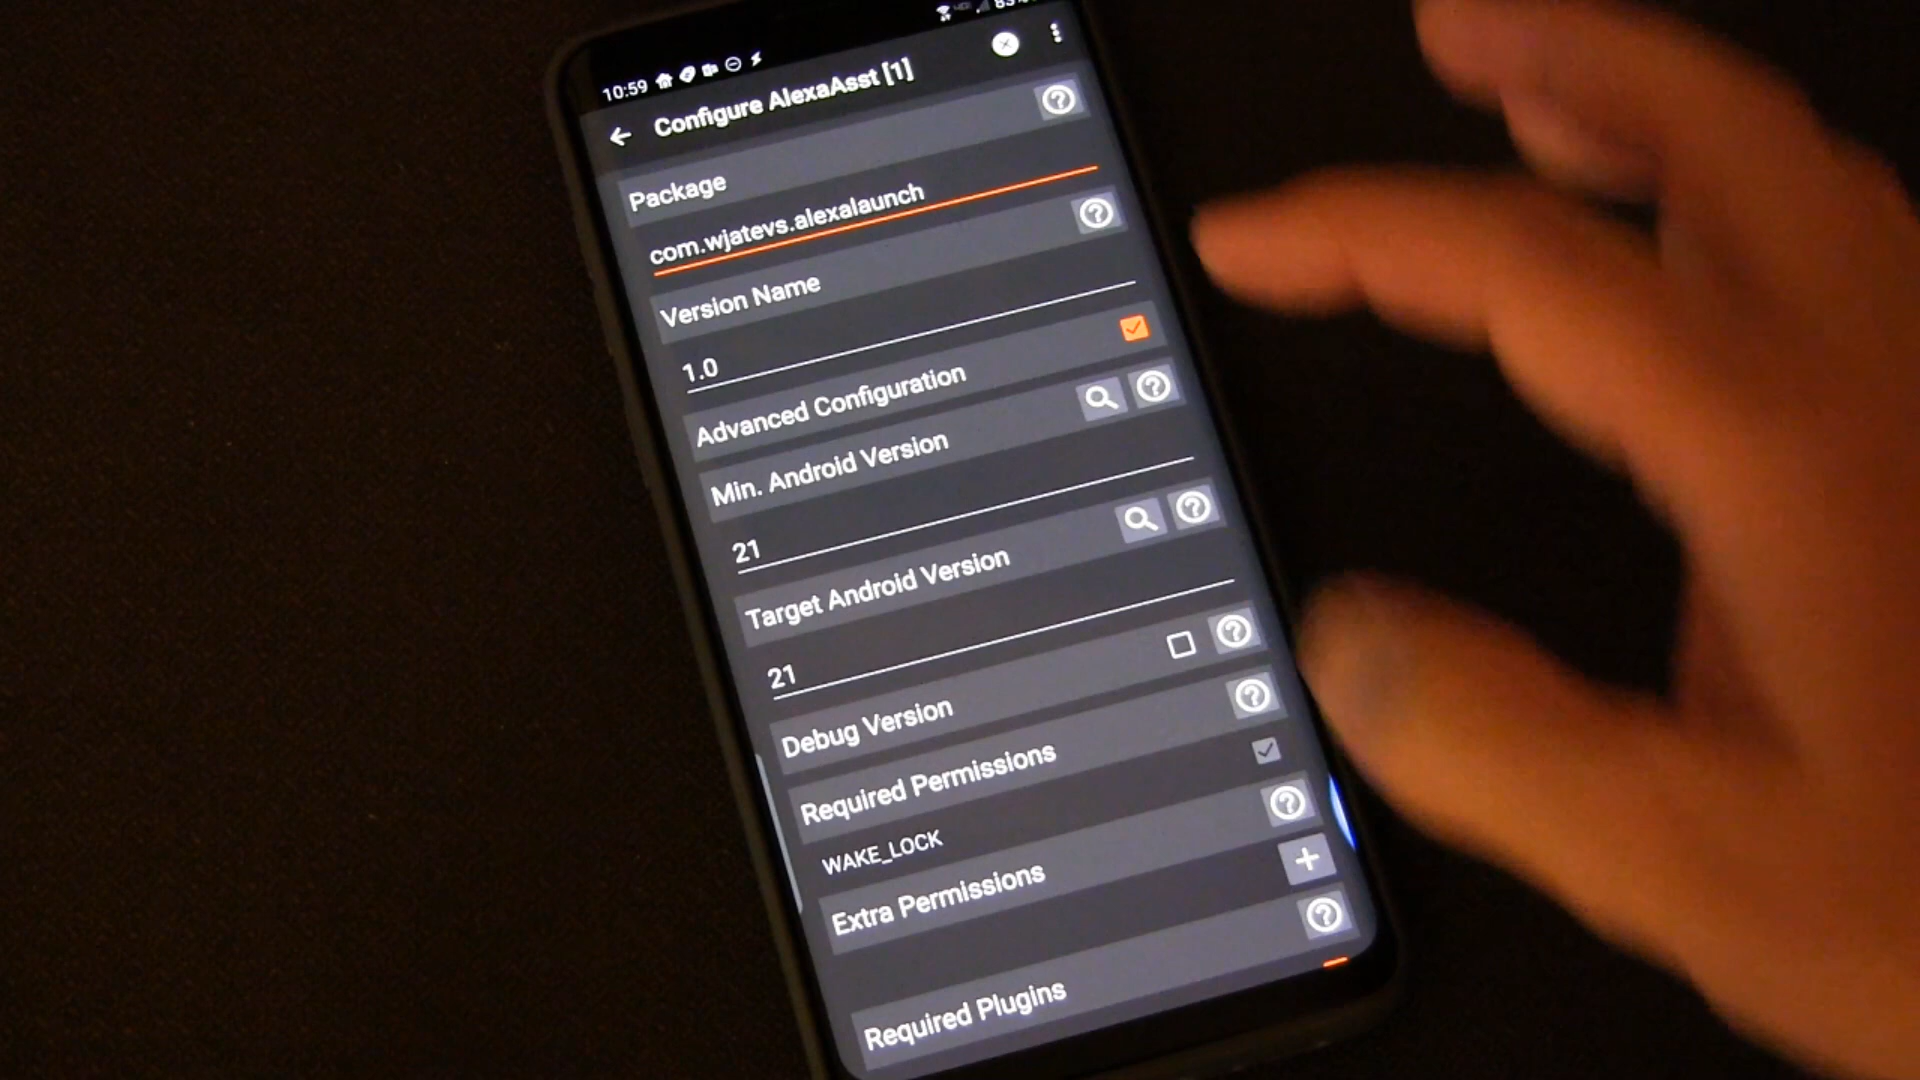 10:59
Configure AlexaAsst [1]
Package
com.wjatevs.alexalaunch
Version Name
1.0
Advanced Configuration
Min. Android Version
21
Target Android Version
21
Debug Version
Required Permissions
WAKE_LOCK
Extra Permissions
Required Plugins